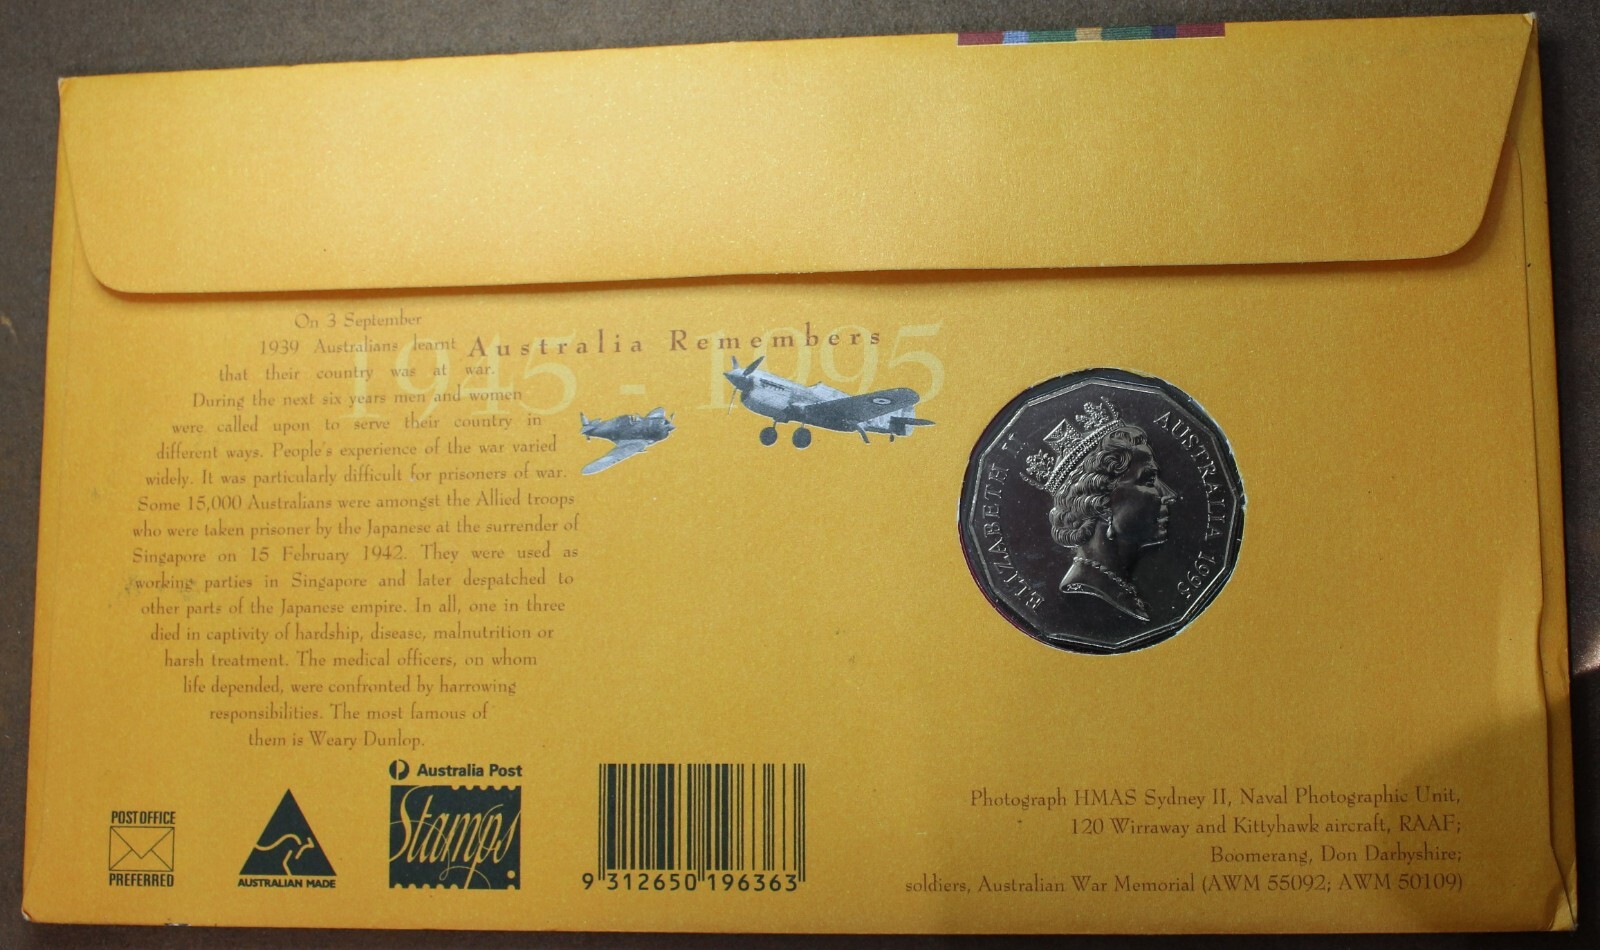 On 3 September
1939 Australians learnt
that their country was at war.
During the next six years men and women
were called upon to serve their country in
different ways. People's experience of the war varied
widely. It was particularly difficult for prisoners of war.
Some 15,000 Australians were amongst the Allied troops
who were taken prisoner by the Japanese at the surrender of
Singapore on 15 February 1942. They were used as
working parties in Singapore and later despatched to
other parts of the Japanese empire. In all, one in three
died in captivity of hardship, disease, malnutrition or
harsh treatment. The medical officers, on whom
life depended, were confronted by harrowing
responsibilities. The most famous of
them is Weary Dunlop.
1945 - 1995
Australia Remembers
ELIZABETH II
AUSTRALIA 1995
POST OFFICE
PREFERRED
AUSTRALIAN MADE
Australia Post
Stamps
9 312650 196363
Photograph HMAS Sydney II, Naval Photographic Unit,
120 Wirraway and Kittyhawk aircraft, RAAF;
Boomerang, Don Darbyshire;
soldiers, Australian War Memorial (AWM 55092; AWM 50109)